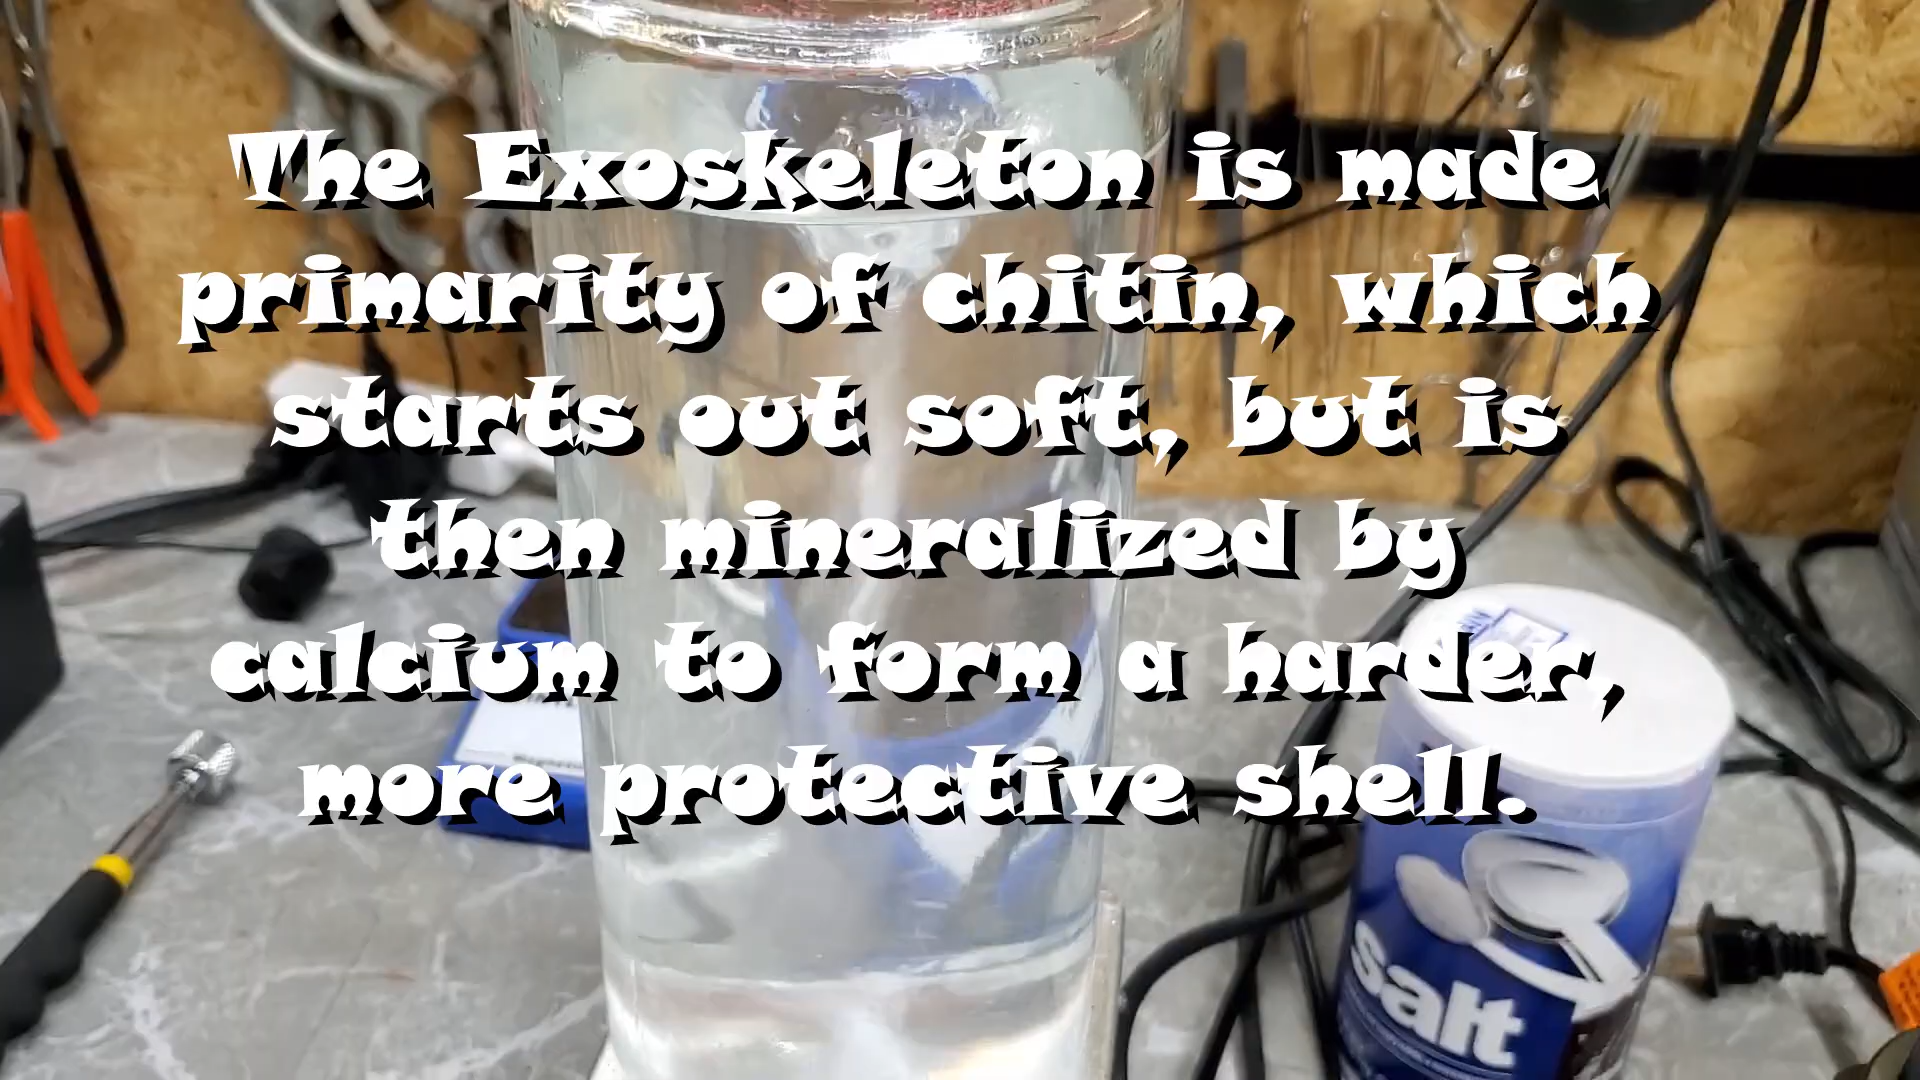 The Exoskeleton is made
primarity of chitin, which
starts out soft, but is
then mineralized by
calcium to form a harder,
more protective shell.
salt